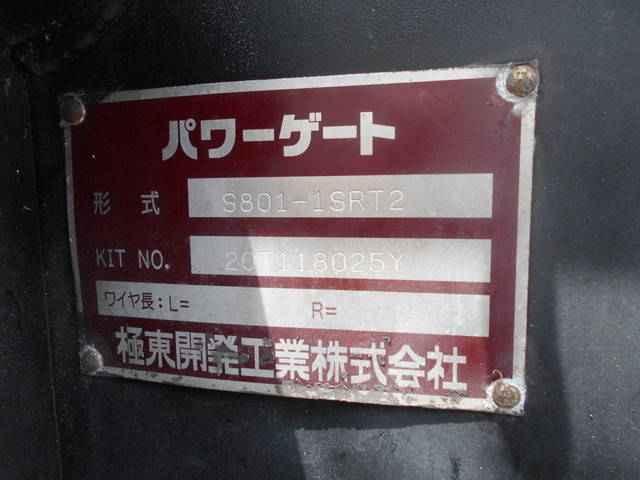 パワーゲート
形式 S801-1SRT2
KIT NO. 20T118025Y
ワイヤ長：L= R=
極東開発工業株式会社